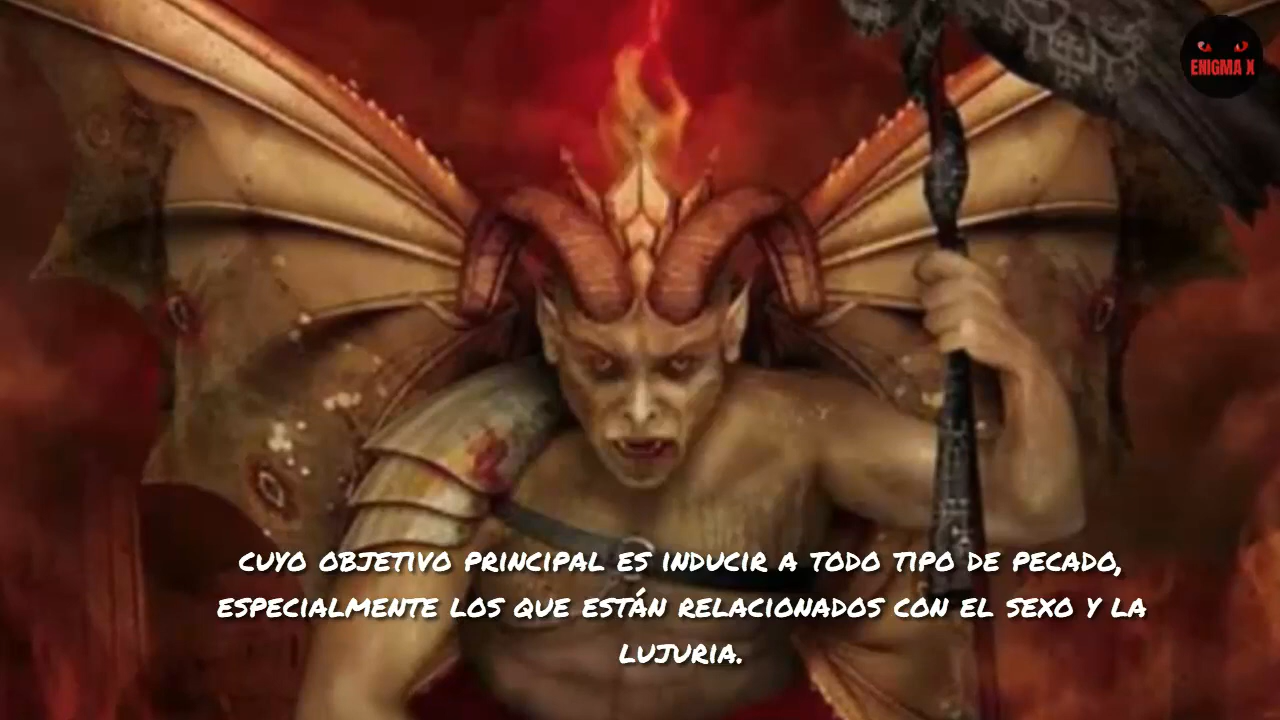 ENIGMA X
CUYO OBJETIVO PRINCIPAL ES INDUCIR A TODO TIPO DE PECADO,
ESPECIALMENTE LOS QUE ESTÁN RELACIONADOS CON EL SEXO Y LA
LUJURIA.